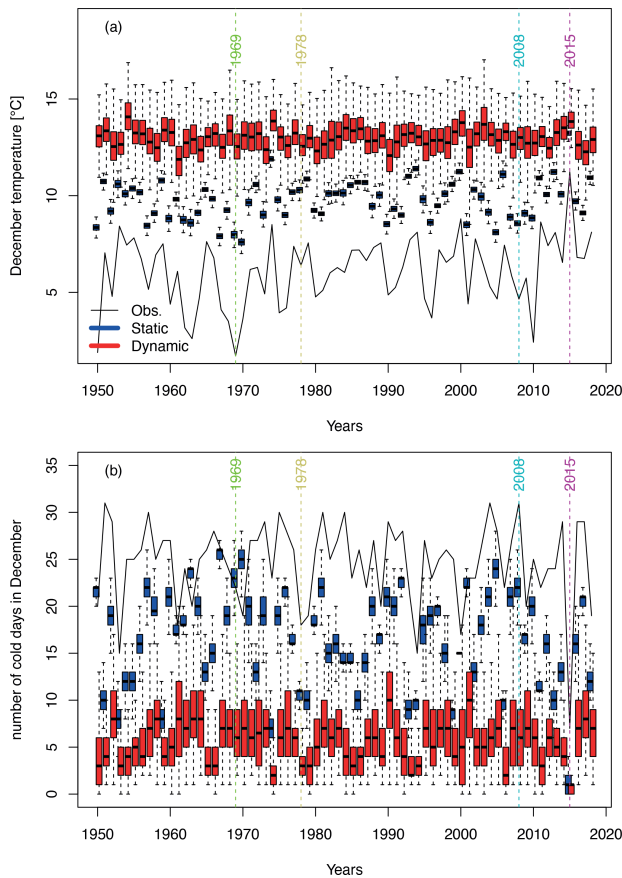 (a)
1969
1978
2008
2015
December temperature [°C]
15
10
5
Obs.
Static
Dynamic
1950 1960 1970 1980 1990 2000 2010 2020
Years
(b)
1969
1978
2008
2015
number of cold days in December
35
30
25
20
15
10
5
0
1950 1960 1970 1980 1990 2000 2010 2020
Years